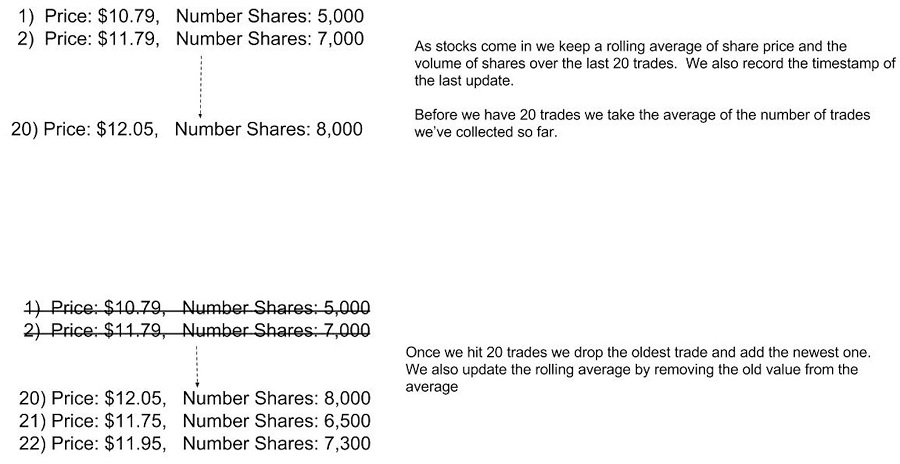 1) Price: $10.79, Number Shares: 5,000
2) Price: $11.79, Number Shares: 7,000
20) Price: $12.05, Number Shares: 8,000
As stocks come in we keep a rolling average of share price and the
volume of shares over the last 20 trades. We also record the timestamp of
the last update.
Before we have 20 trades we take the average of the number of trades
we've collected so far.
1) Price: $10.79, Number Shares: 5,000
2) Price: $11.79, Number Shares: 7,000
20) Price: $12.05, Number Shares: 8,000
21) Price: $11.75, Number Shares: 6,500
22) Price: $11.95, Number Shares: 7,300
Once we hit 20 trades we drop the oldest trade and add the newest one.
We also update the rolling average by removing the old value from the
average